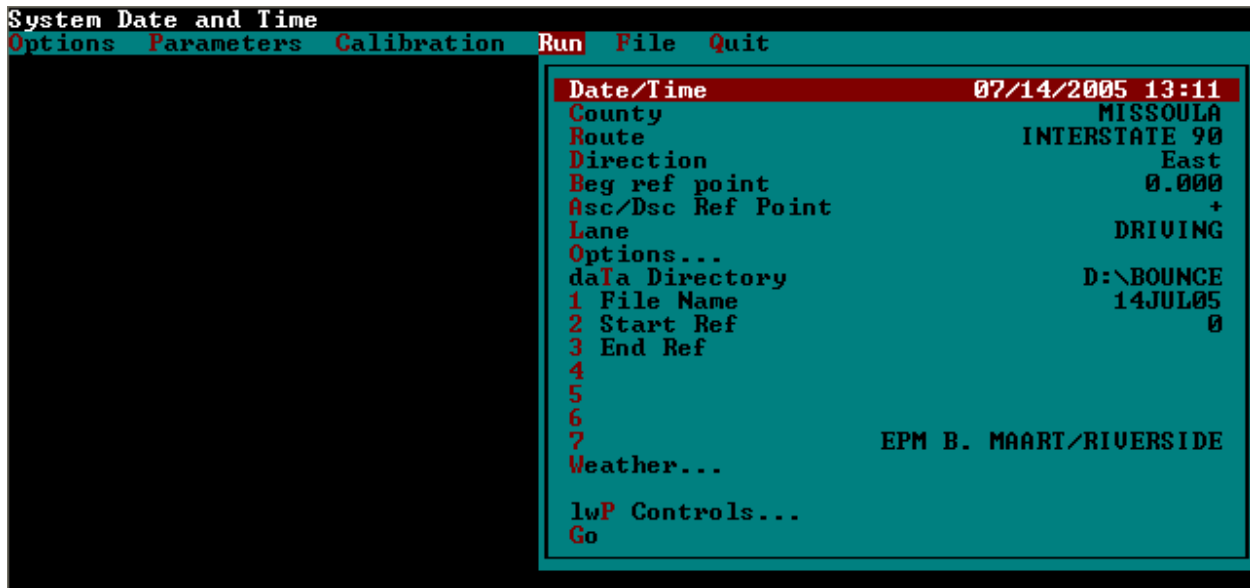 System Date and Time
Options Parameters Calibration Run File Quit
Date/Time 07/14/2005 13:11
County MISSOULA
Route INTERSTATE 90
Direction East
Beg ref point 0.000
Asc/Dsc Ref Point +
Lane DRIVING
Options...
daTa Directory D:\BOUNCE
1 File Name 14JUL05
2 Start Ref 0
3 End Ref
4
5
6
7 EPM B. MAART/RIVERSIDE
Weather...
lwP Controls...
Go